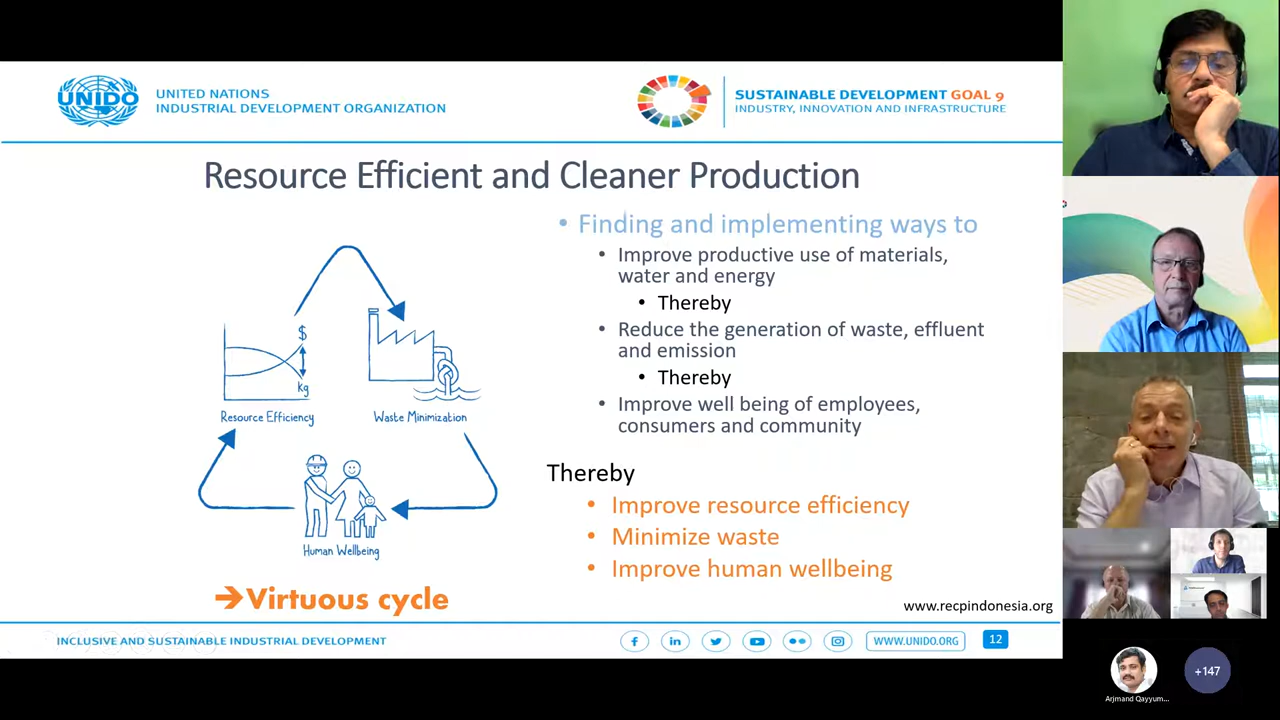 UNIDO
UNITED NATIONS
INDUSTRIAL DEVELOPMENT ORGANIZATION
SUSTAINABLE DEVELOPMENT GOAL 9
INDUSTRY, INNOVATION AND INFRASTRUCTURE
Resource Efficient and Cleaner Production
• Finding and implementing ways to
• Improve productive use of materials,
water and energy
• Thereby
• Reduce the generation of waste, effluent
and emission
• Thereby
• Improve well being of employees,
consumers and community
Thereby
• Improve resource efficiency
• Minimize waste
• Improve human wellbeing
$
kg
Resource Efficiency
Waste Minimization
Human Wellbeing
➔Virtuous cycle
www.recpindonesia.org
INCLUSIVE AND SUSTAINABLE INDUSTRIAL DEVELOPMENT
WWW.UNIDO.ORG
12
+147
Arjmand Qayyum...